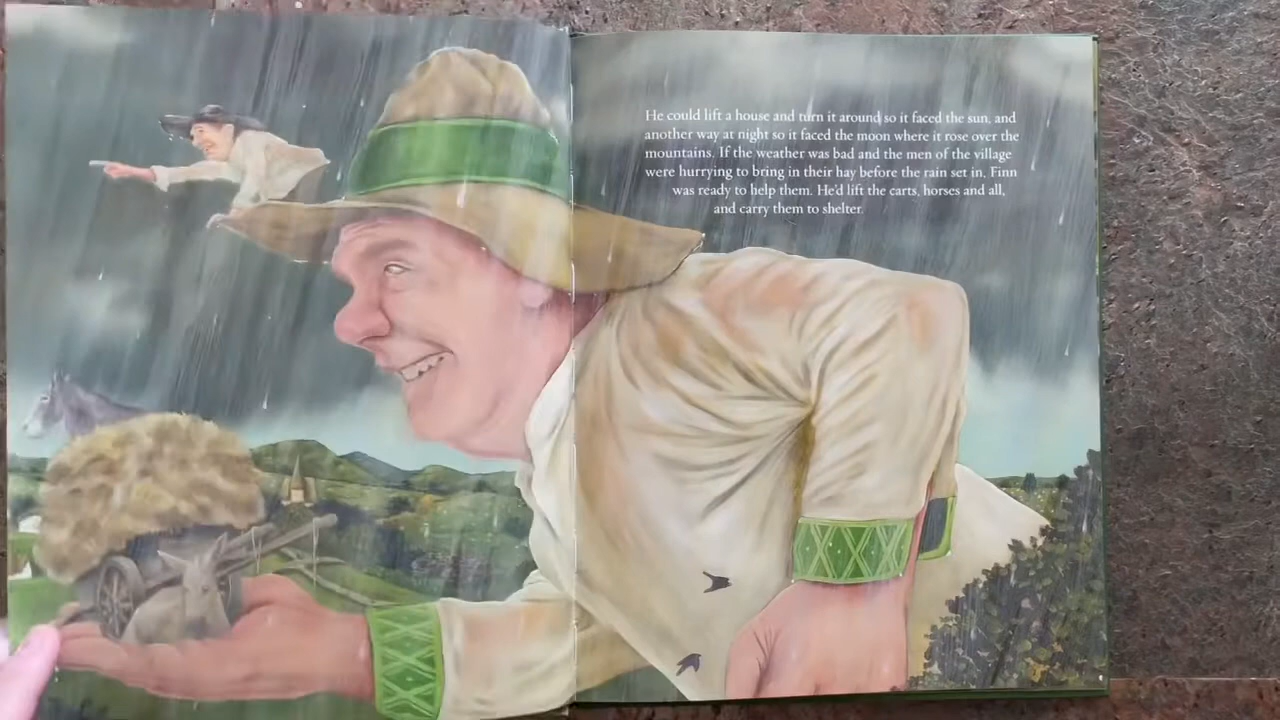 He could lift a house and turn it around so it faced the sun, and
another way at night so it faced the moon where it rose over the
mountains. If the weather was bad and the men of the village
were hurrying to bring in their hay before the rain set in, Finn
was ready to help them. He'd lift the carts, horses and all,
and carry them to shelter.